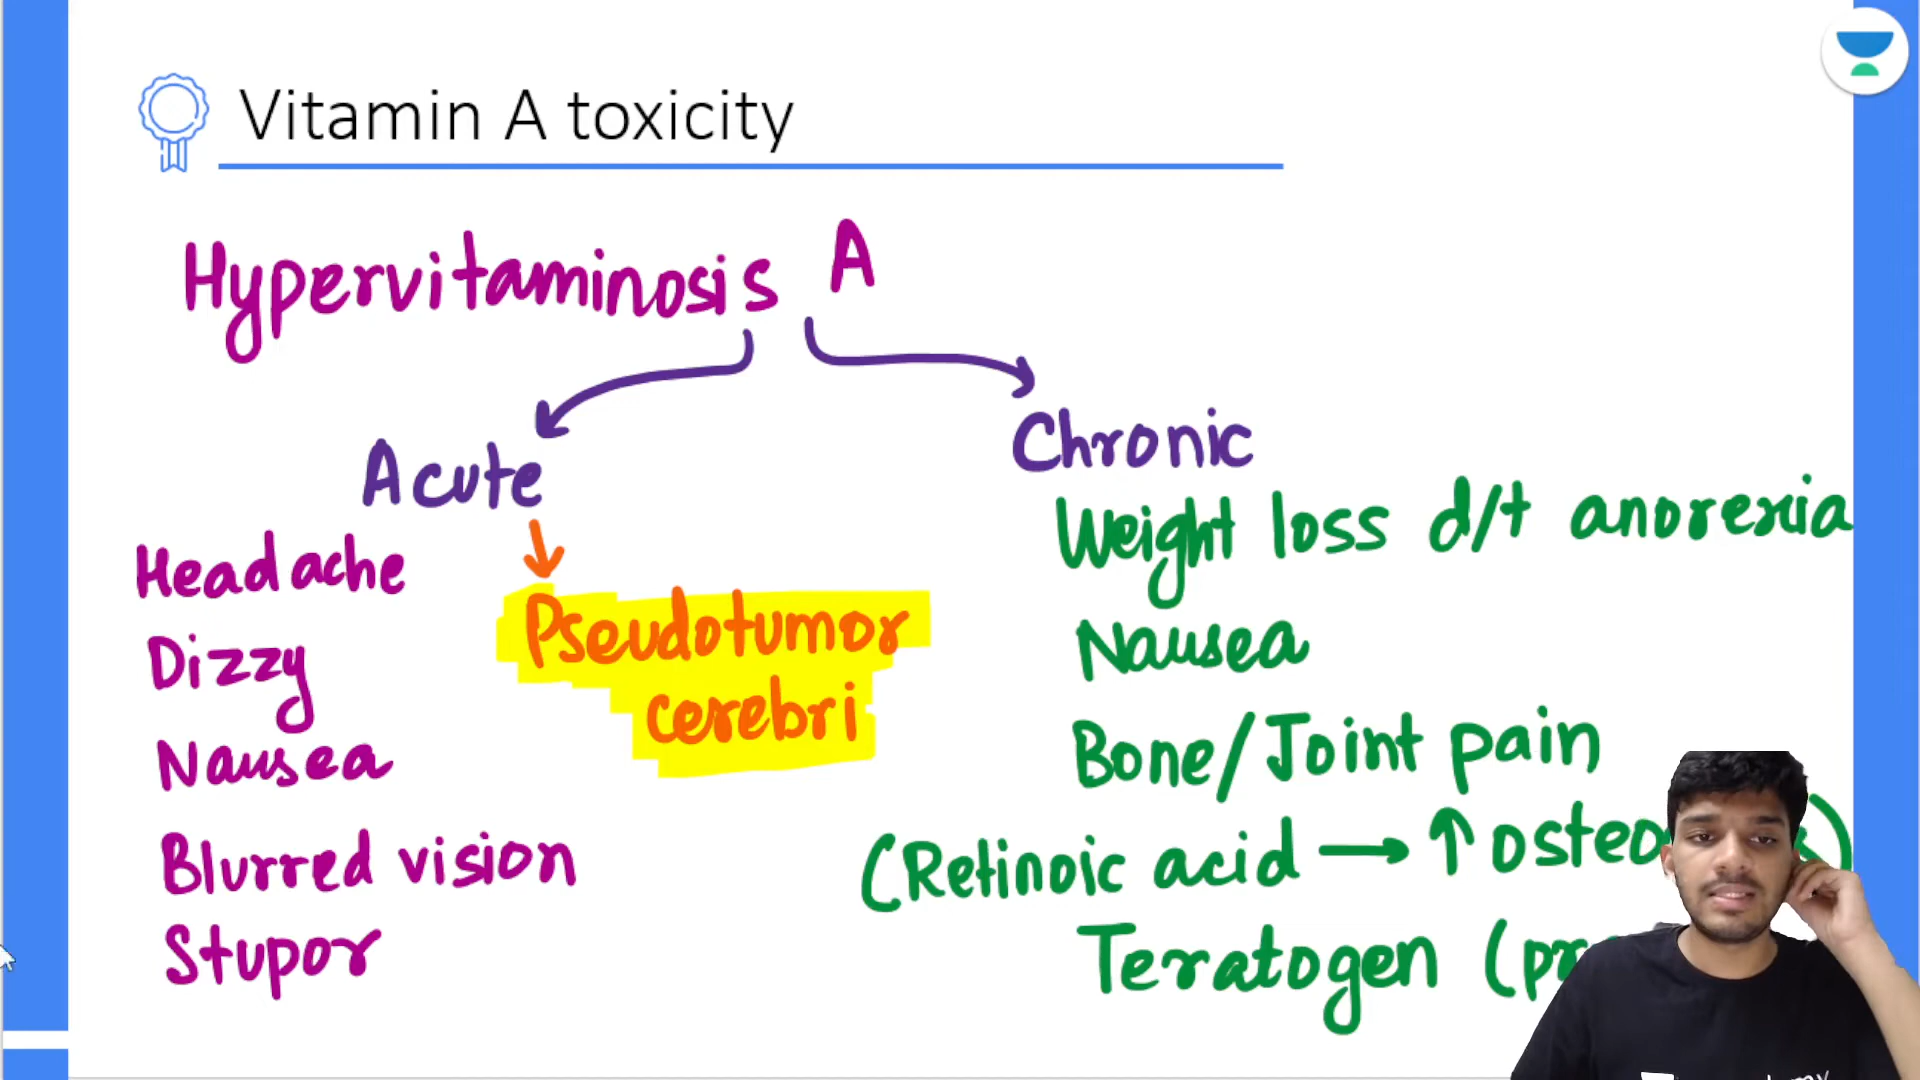 Vitamin A toxicity
Hypervitaminosis A
Acute
Headache
Dizzy
Nausea
Blurred vision
Stupor
Pseudotumor
cerebri
Chronic
Weight loss d/t anorexia
Nausea
Bone/Joint pain
(Retinoic acid → ↑
Teratogen